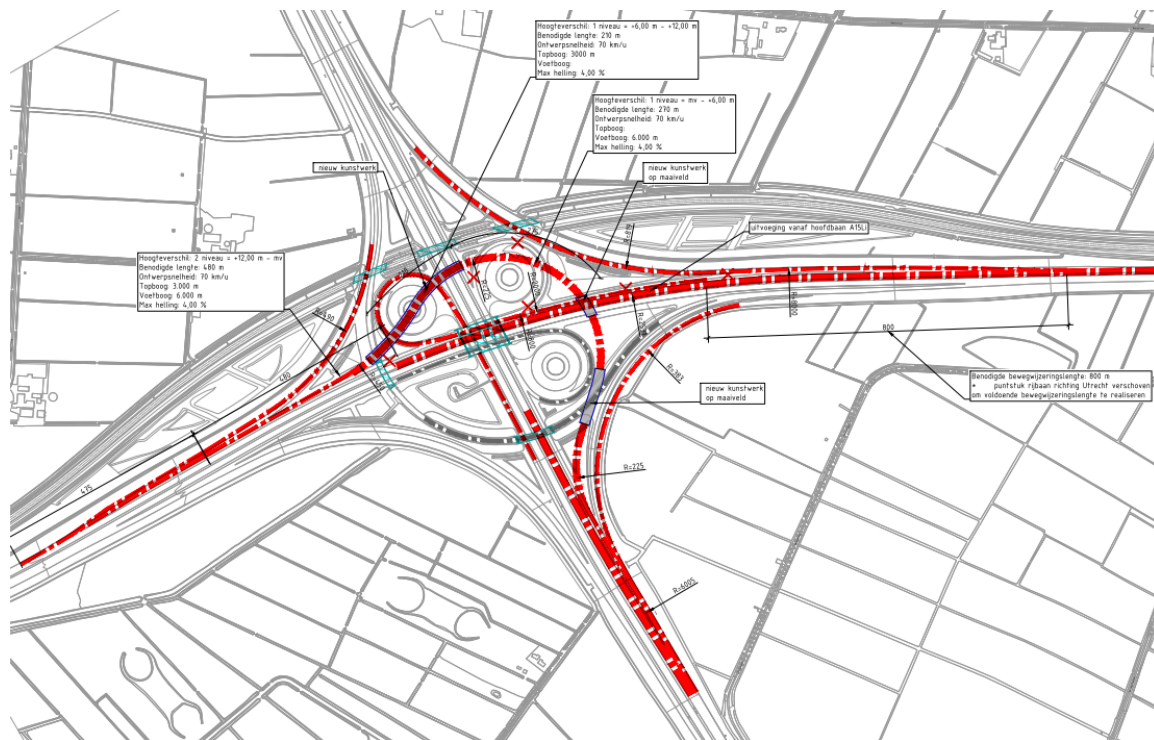 Hoogteverschil: 1 niveau = +6,00 m - +12,00 m
Benodigde lengte: 210 m
Ontwerpsnelheid: 70 km/u
Topboog: 3000 m
Voetboog:
Max helling: 4,00 %
Hoogteverschil: 1 niveau = mv - +6,00 m
Benodigde lengte: 270 m
Ontwerpsnelheid: 70 km/u
Topboog:
Voetboog: 6.000 m
Max helling: 4,00 %
nieuw kunstwerk
nieuw kunstwerk
op maaiveld
uitvoeging vanaf hoofdbaan A15Li
Hoogteverschil: 2 niveau = +12,00 m - mv
Benodigde lengte: 480 m
Ontwerpsnelheid: 70 km/u
Topboog: 3.000 m
Voetboog: 6.000 m
Max helling: 4,00 %
R=490
R=225
800
R=383
480
Benodigde bewegwijzeringslengte: 800 m
+ puntstuk rijbaan richting Utrecht verschoven
om voldoende bewegwijzeringslengte te realiseren
nieuw kunstwerk
op maaiveld
R=225
475
R=6005